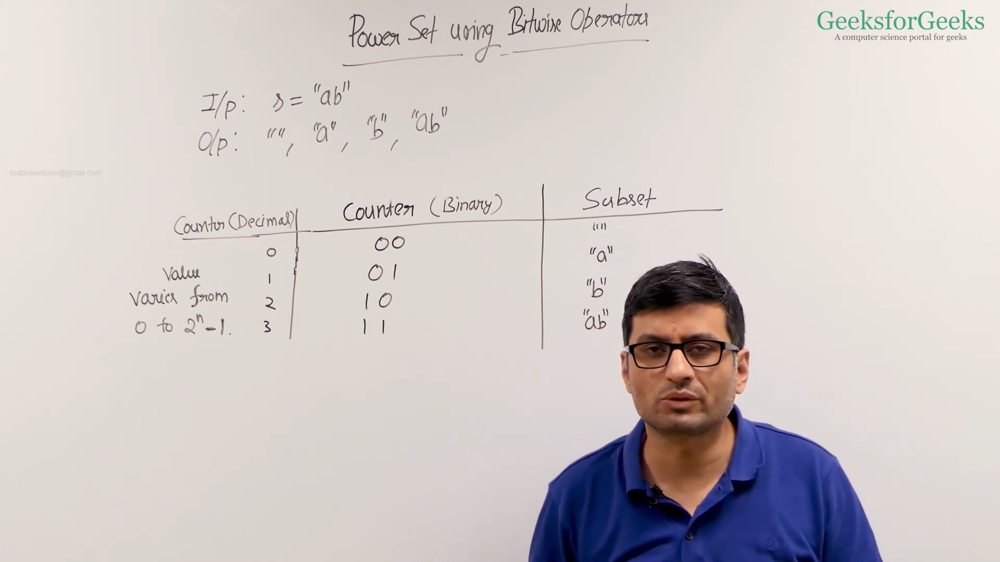 Power Set using Bitwise Operators
GeeksforGeeks
A computer science portal for geeks
I/p: s = "ab"
O/p: "", "a", "b", "ab"
toabhijeetsoni@gmail.com
Counter (Decimal) Counter (Binary) Subset
0 00 ""
1 01 "a"
2 10 "b"
3 11 "ab"
Value
varies from
0 to 2ⁿ-1.